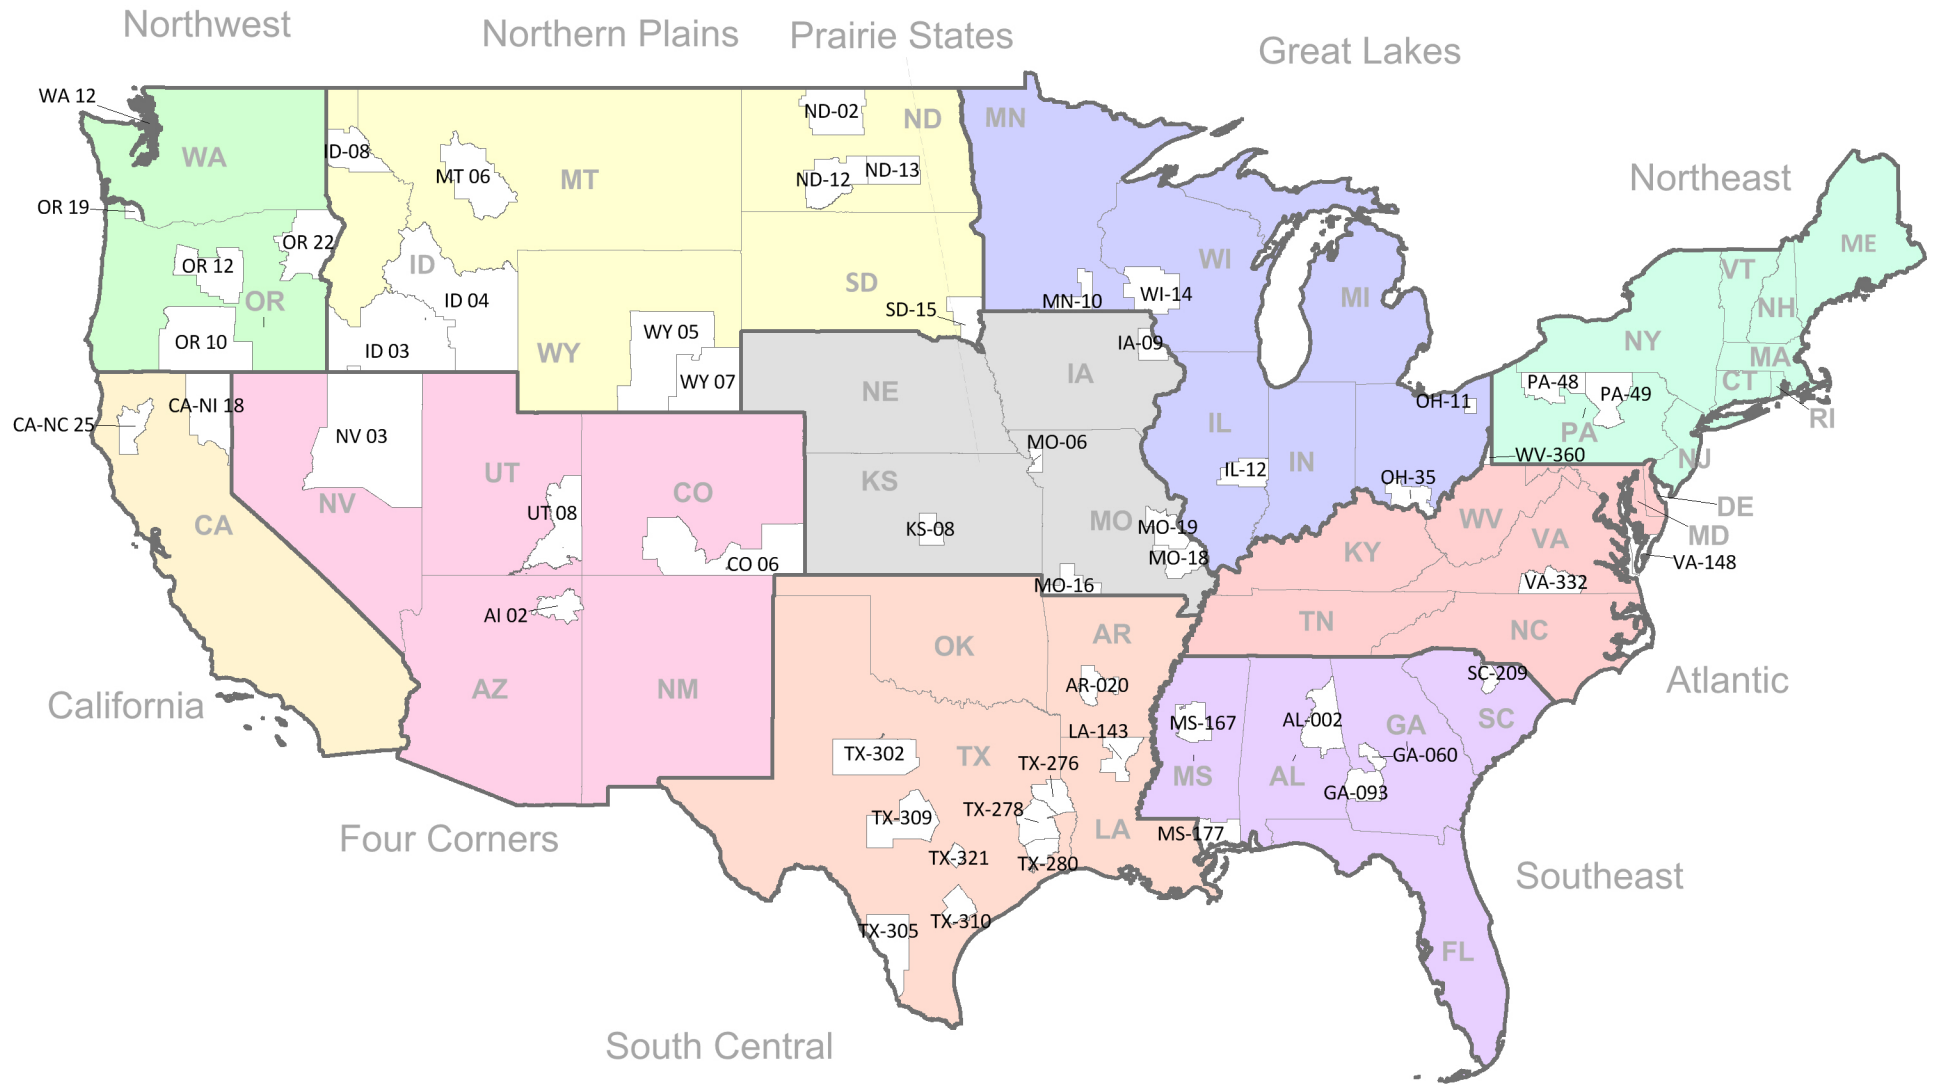 Northwest
Northern Plains
Prairie States
Great Lakes
WA 12
ND-02
ND
MN
WA
ID-08
MT 06
MT
ND-12
ND-13
Northeast
OR 19
OR 22
OR 12
OR
ID
ID 04
SD
SD-15
MN-10
WI
WI-14
MI
VT
ME
NH
NY
MA
CT
RI
OR 10
ID 03
WY
WY 05
WY 07
NE
IA
IA-09
OH-11
PA-48
PA-49
PA
NJ
CA-NC 25
CA-NI 18
NV 03
NV
UT
UT 08
CO
CO 06
KS
KS-08
MO-06
MO
MO-19
MO-18
MO-16
IL
IL-12
IN
OH-35
WV-360
DE
MD
VA-148
WV
VA
VA-332
KY
CA
AI 02
AZ
NM
OK
AR
AR-020
TN
NC
SC-209
SC
Atlantic
California
TX-302
TX
TX-276
LA-143
MS-167
MS
AL-002
AL
GA
GA-060
GA-093
TX-309
TX-278
TX-321
TX-280
LA
MS-177
Four Corners
Southeast
TX-310
TX-305
FL
South Central